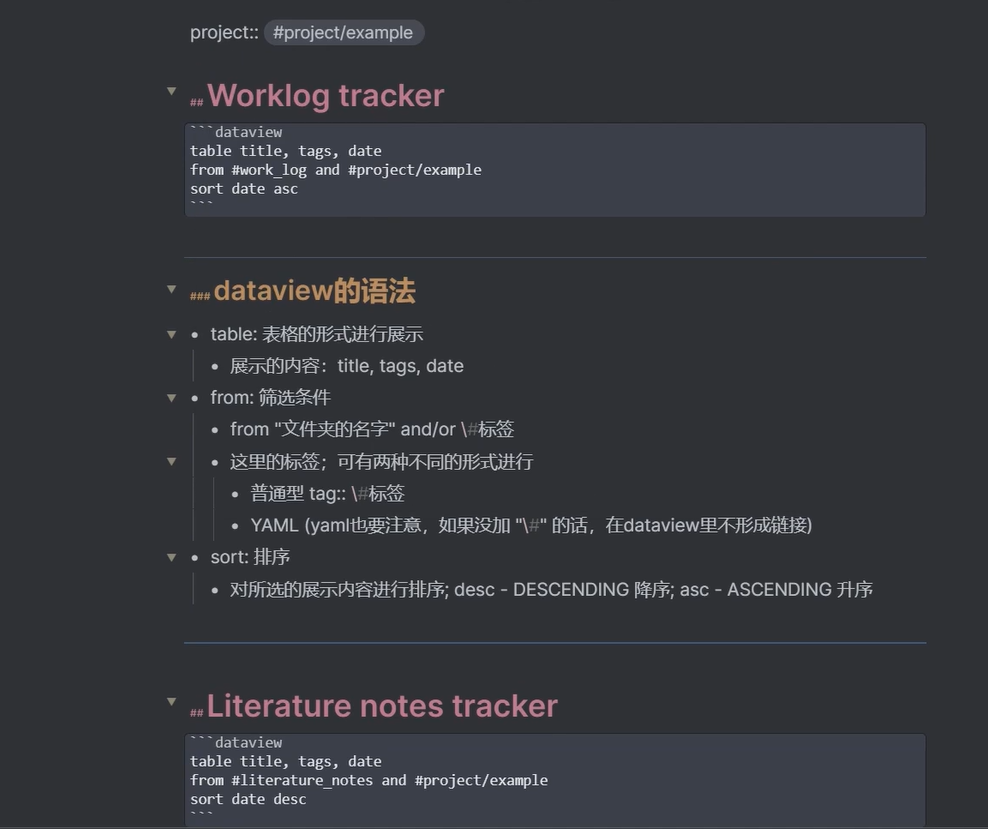 project:: #project/example
##Worklog tracker
```dataview
table title, tags, date
from #work_log and #project/example
sort date asc
```
###dataview的语法
• table: 表格的形式进行展示
• 展示的内容：title, tags, date
• from: 筛选条件
• from "文件夹的名字" and/or \#标签
• 这里的标签；可有两种不同的形式进行
• 普通型 tag:: \#标签
• YAML (yaml也要注意，如果没加 "\#" 的话，在dataview里不形成链接)
• sort: 排序
• 对所选的展示内容进行排序; desc - DESCENDING 降序; asc - ASCENDING 升序
##Literature notes tracker
```dataview
table title, tags, date
from #literature_notes and #project/example
sort date desc
```